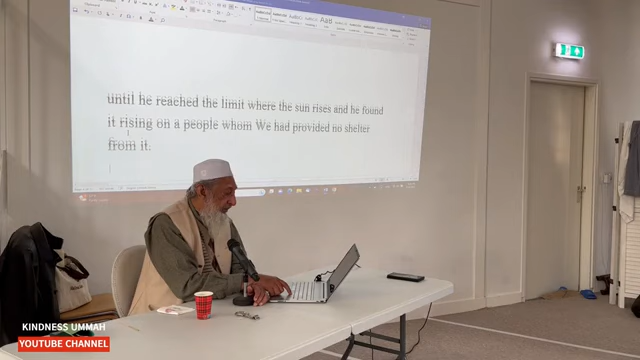 until he reached the limit where the sun rises and he found
it rising on a people whom We had provided no shelter
from it.
KINDNESS UMMAH
YOUTUBE CHANNEL